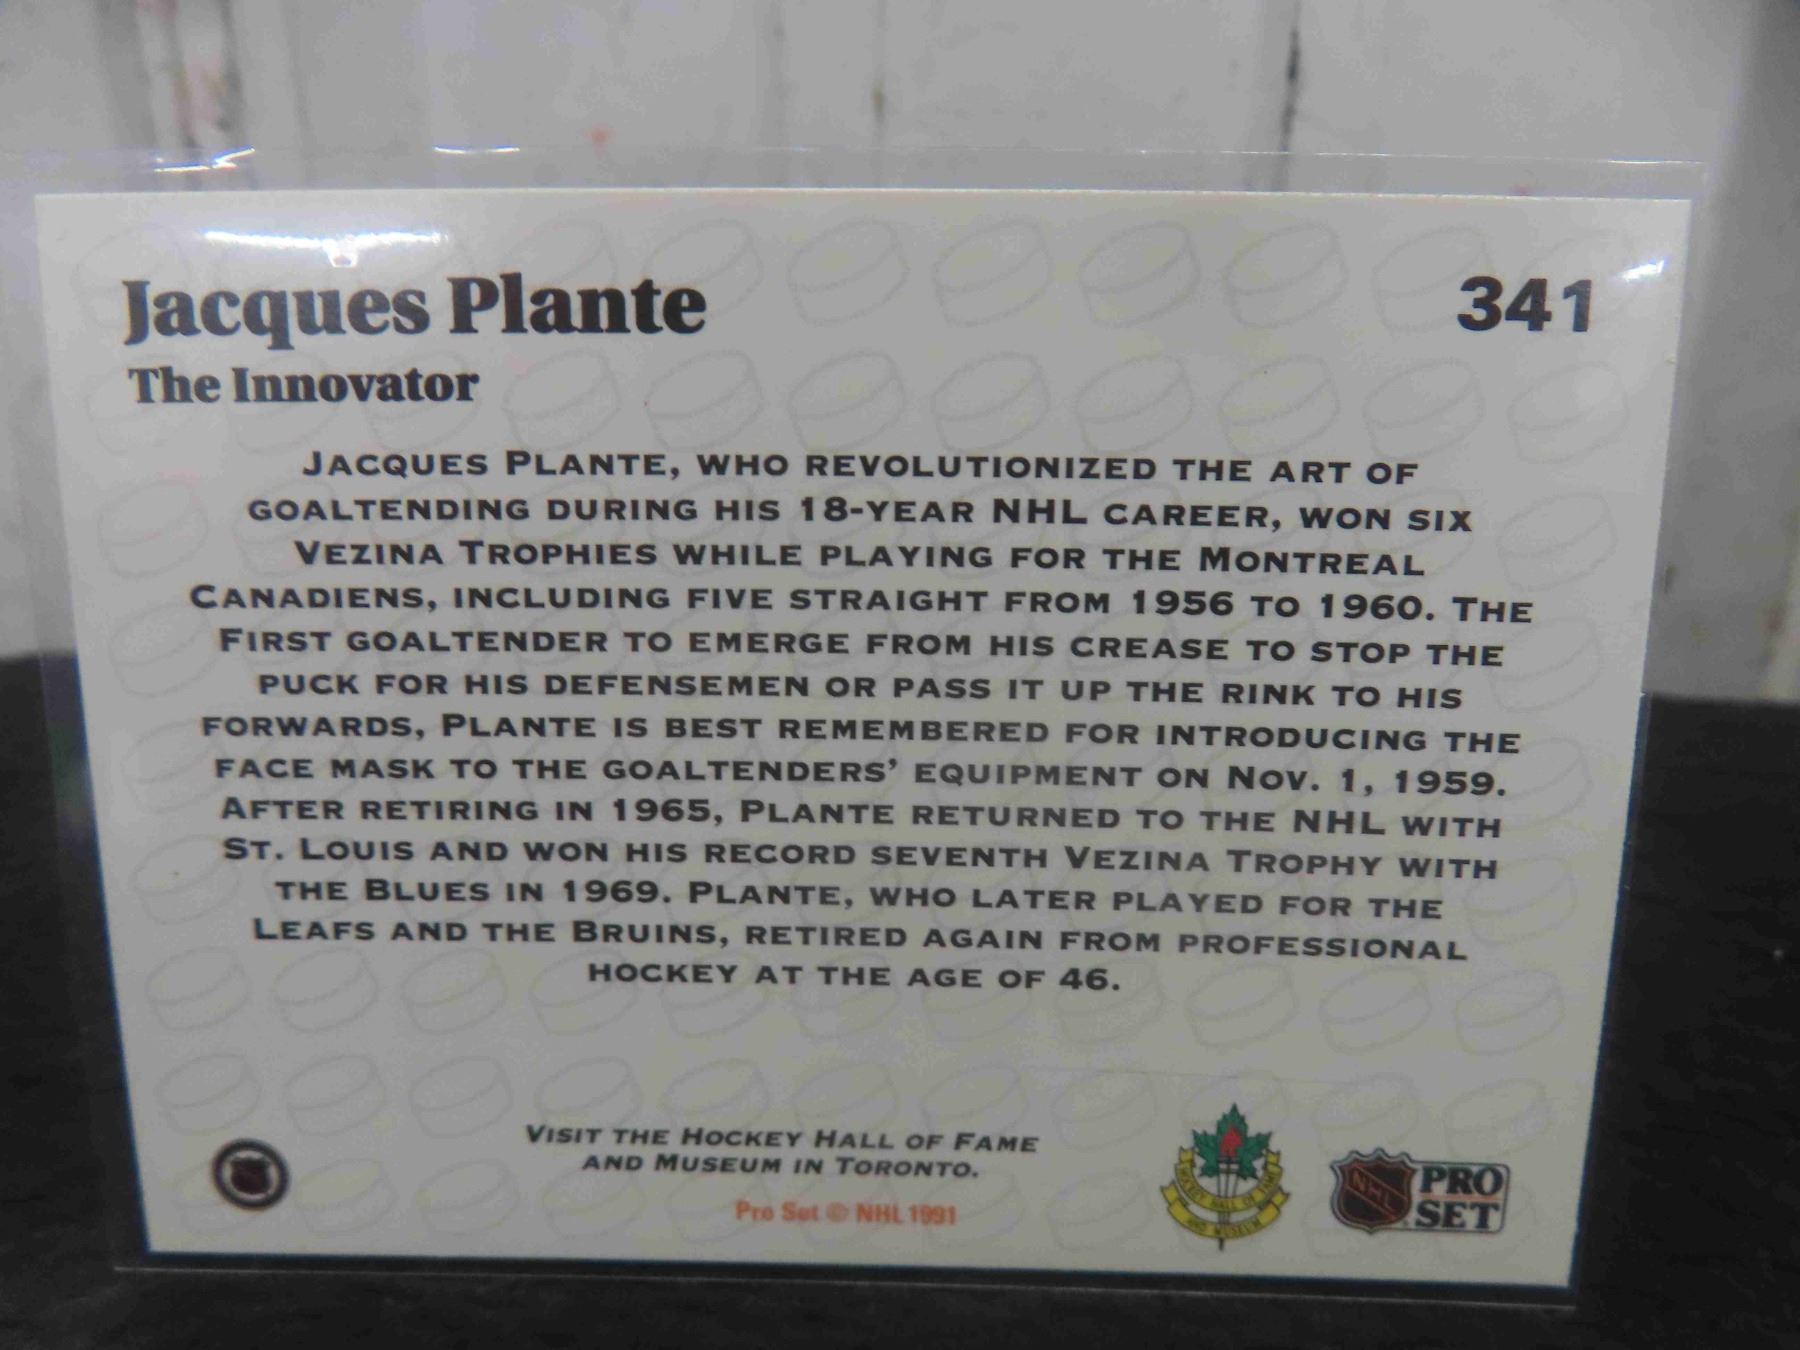 Jacques Plante
341
The Innovator
JACQUES PLANTE, WHO REVOLUTIONIZED THE ART OF
GOALTENDING DURING HIS 18-YEAR NHL CAREER, WON SIX
VEZINA TROPHIES WHILE PLAYING FOR THE MONTREAL
CANADIENS, INCLUDING FIVE STRAIGHT FROM 1956 TO 1960. THE
FIRST GOALTENDER TO EMERGE FROM HIS CREASE TO STOP THE
PUCK FOR HIS DEFENSEMEN OR PASS IT UP THE RINK TO HIS
FORWARDS, PLANTE IS BEST REMEMBERED FOR INTRODUCING THE
FACE MASK TO THE GOALTENDERS' EQUIPMENT ON NOV. 1, 1959.
AFTER RETIRING IN 1965, PLANTE RETURNED TO THE NHL WITH
ST. LOUIS AND WON HIS RECORD SEVENTH VEZINA TROPHY WITH
THE BLUES IN 1969. PLANTE, WHO LATER PLAYED FOR THE
LEAFS AND THE BRUINS, RETIRED AGAIN FROM PROFESSIONAL
HOCKEY AT THE AGE OF 46.
VISIT THE HOCKEY HALL OF FAME
AND MUSEUM IN TORONTO.
Pro Set © NHL 1991
HOCKEY HALL OF FAME
AND MUSEUM
NHL
PRO
SET